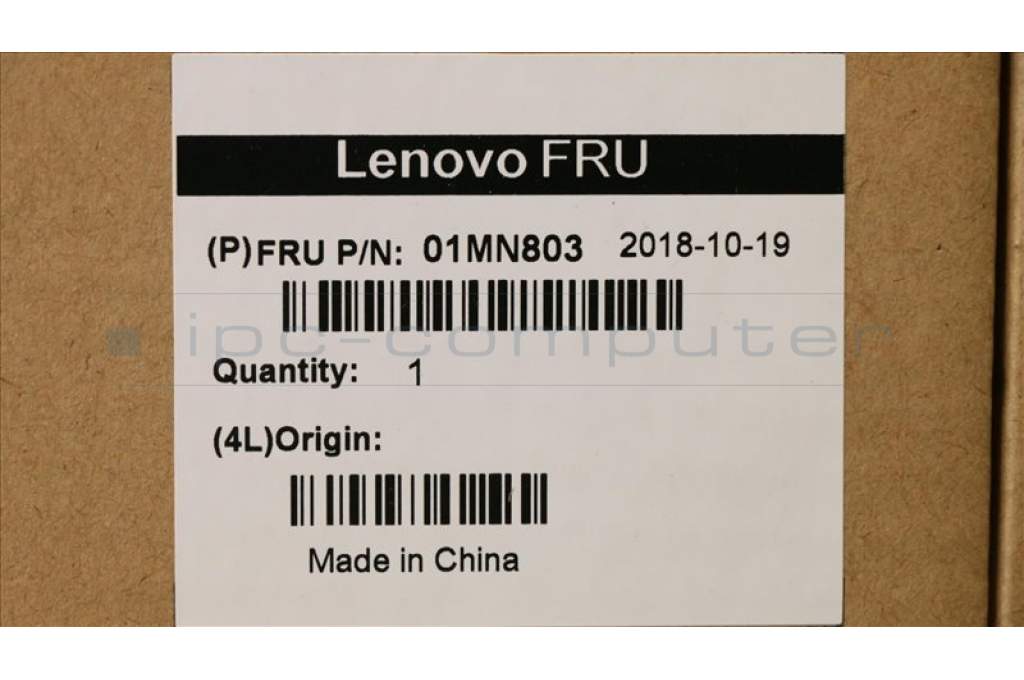 Lenovo FRU
(P)FRU P/N: 01MN803 2018-10-19
ipc-computer
Quantity: 1
(4L)Origin:
Made in China